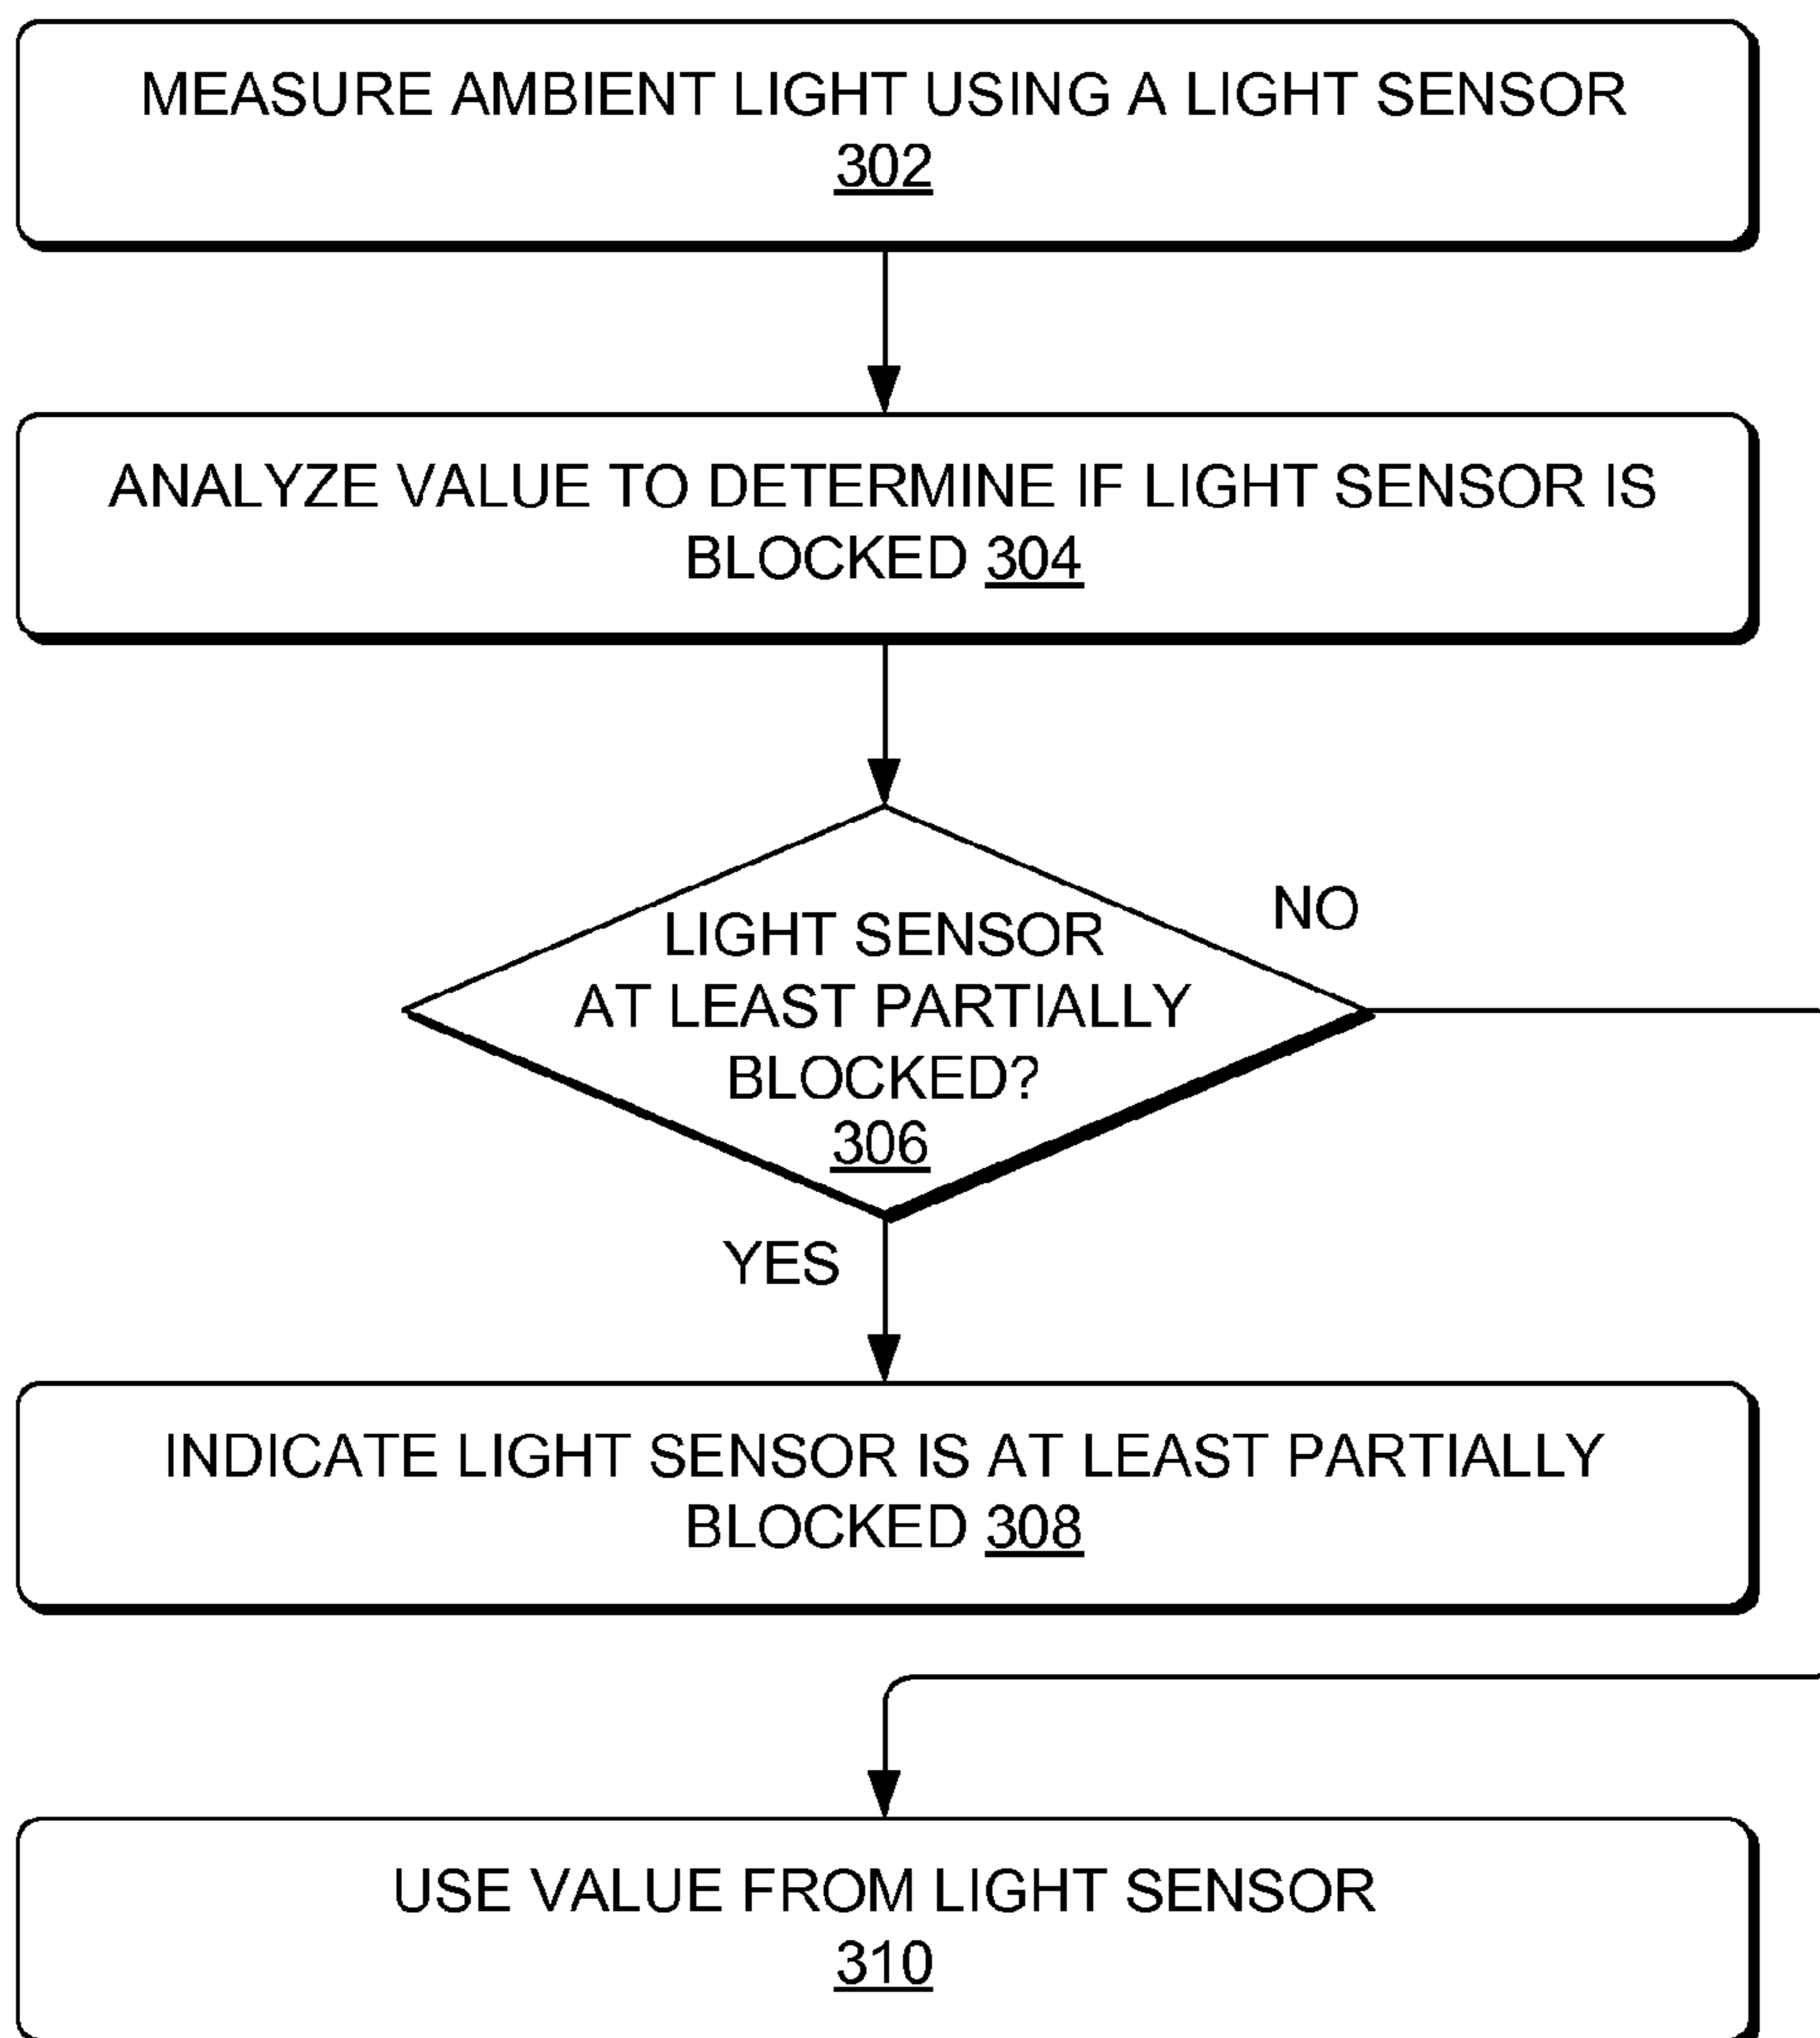 MEASURE AMBIENT LIGHT USING A LIGHT SENSOR
302
ANALYZE VALUE TO DETERMINE IF LIGHT SENSOR IS
BLOCKED 304
NO
LIGHT SENSOR
AT LEAST PARTIALLY
BLOCKED?
306
YES
INDICATE LIGHT SENSOR IS AT LEAST PARTIALLY
BLOCKED 308
USE VALUE FROM LIGHT SENSOR
310